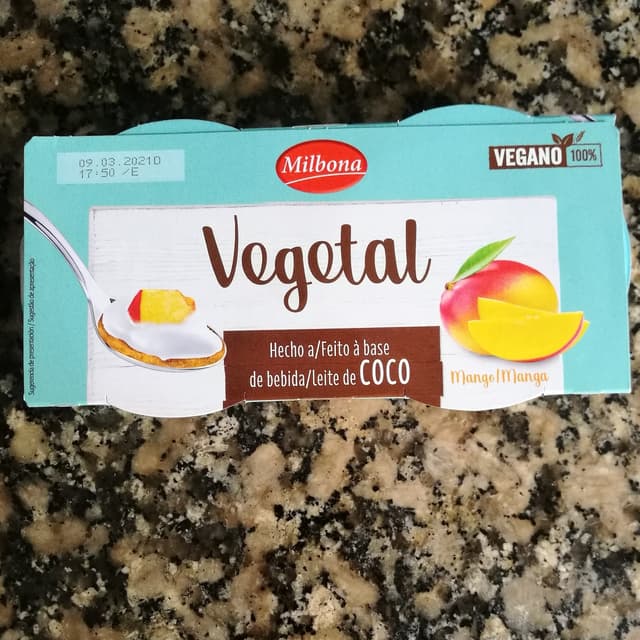 09.03.2021D
17:50 /E
Milbona
VEGANO 100%
Vegetal
Hecho a/Feito à base
de bebida/Leite de COCO
Mango/Manga
Sugerencia de presentación / Sugestão de apresentação